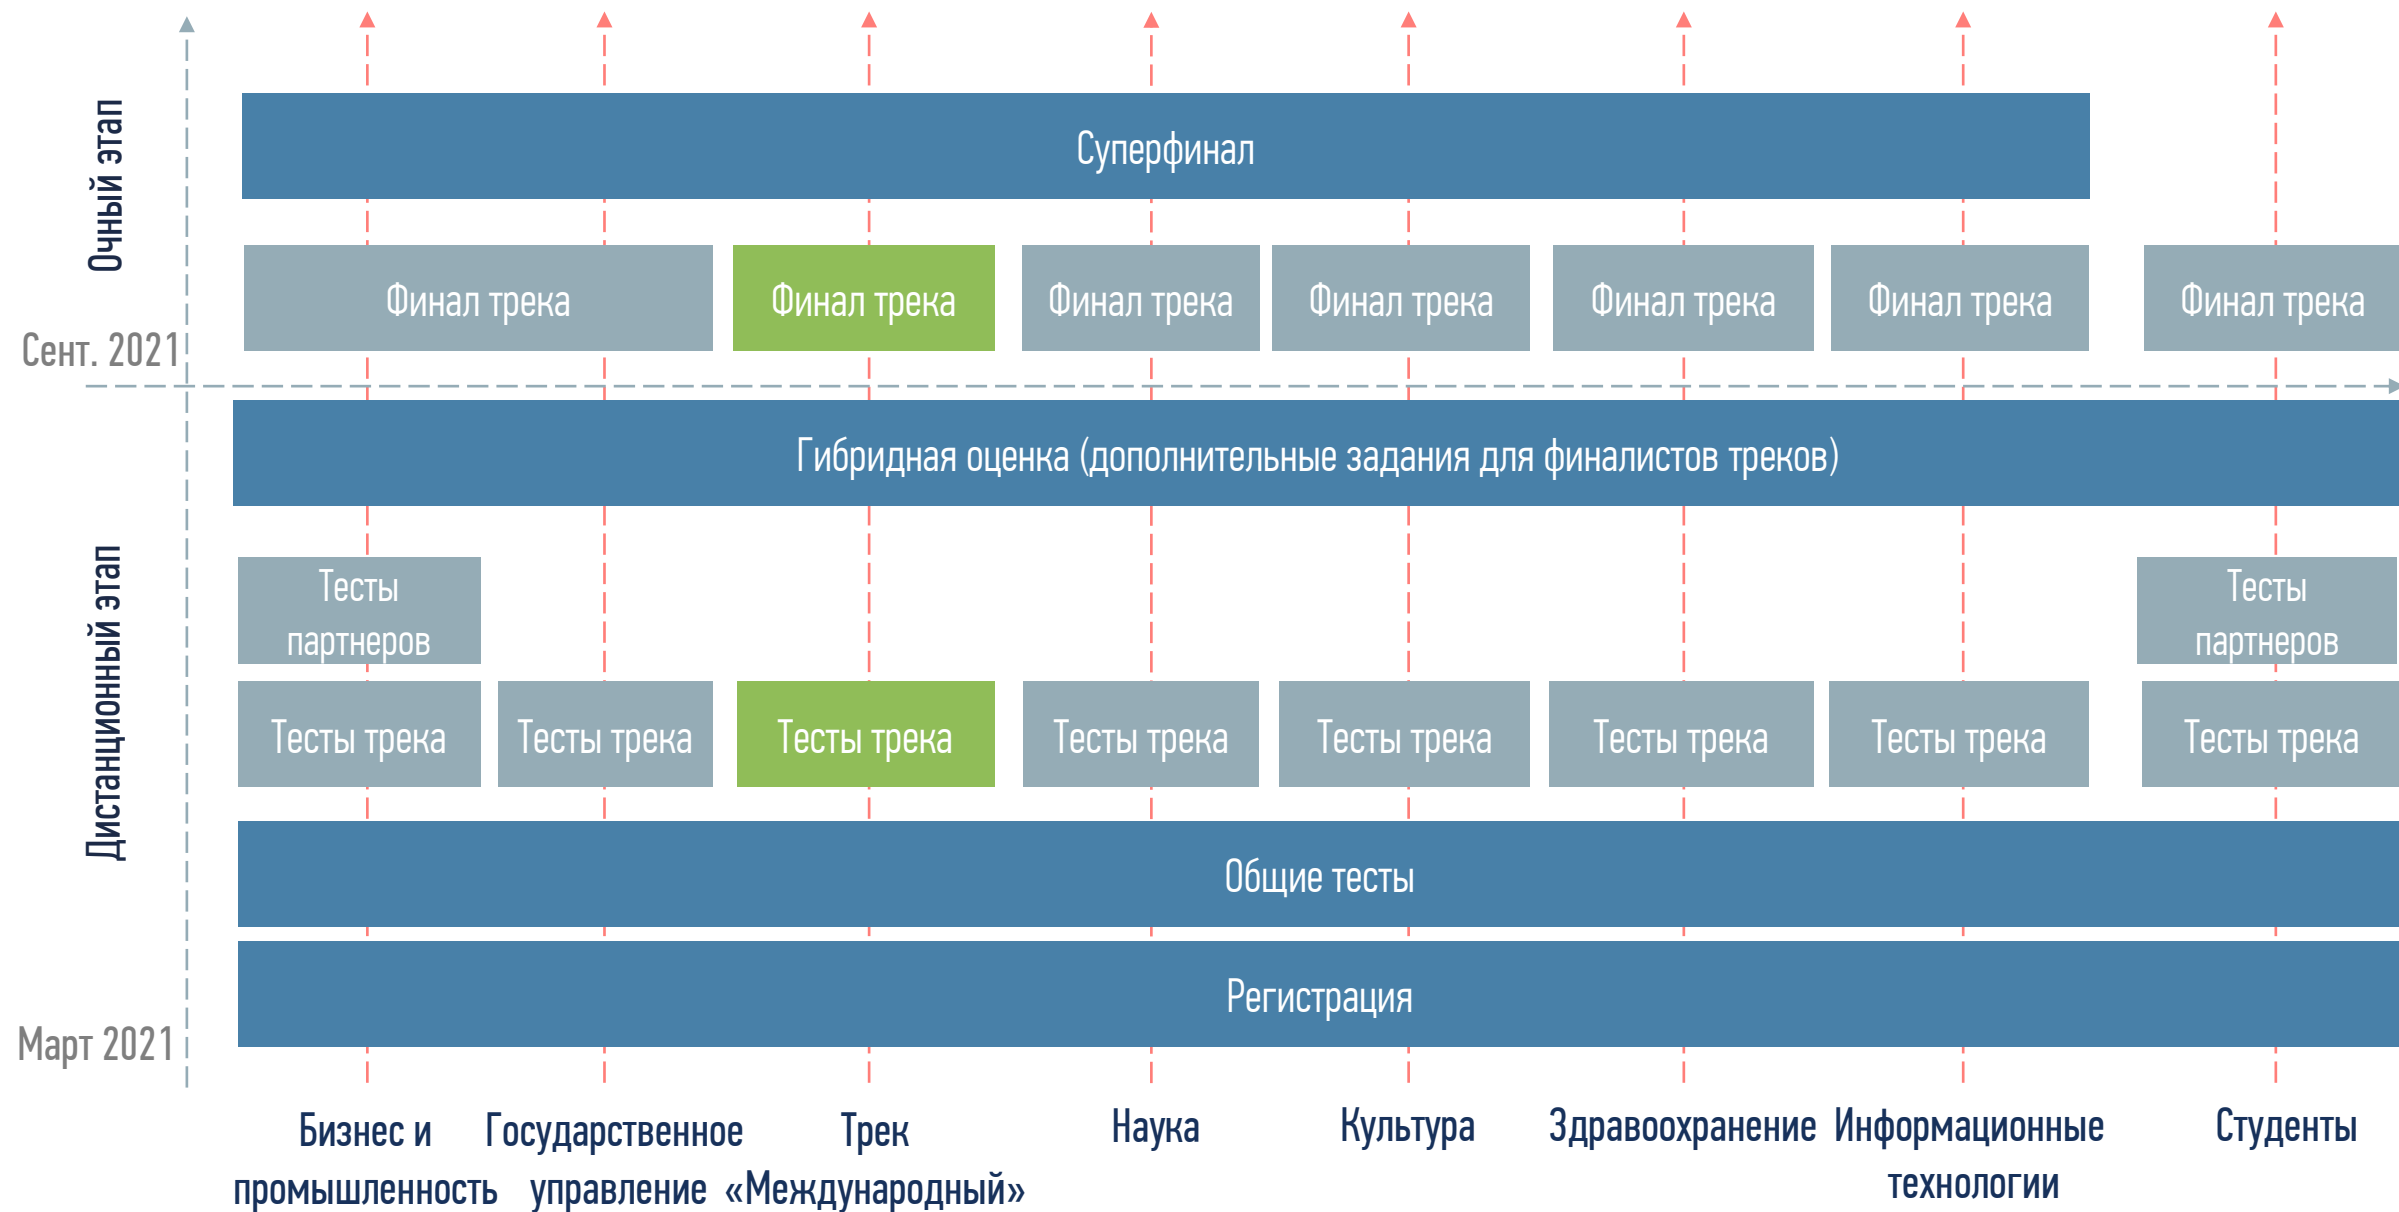 Очный этап
Суперфинал
Финал трека
Финал трека
Финал трека
Финал трека
Финал трека
Финал трека
Финал трека
Сент. 2021
Гибридная оценка (дополнительные задания для финалистов треков)
Дистанционный этап
Тесты
партнеров
Тесты
партнеров
Тесты трека
Тесты трека
Тесты трека
Тесты трека
Тесты трека
Тесты трека
Тесты трека
Тесты трека
Общие тесты
Регистрация
Март 2021
Бизнес и
промышленность
Государственное
управление
Трек
«Международный»
Наука
Культура
Здравоохранение
Информационные
технологии
Студенты